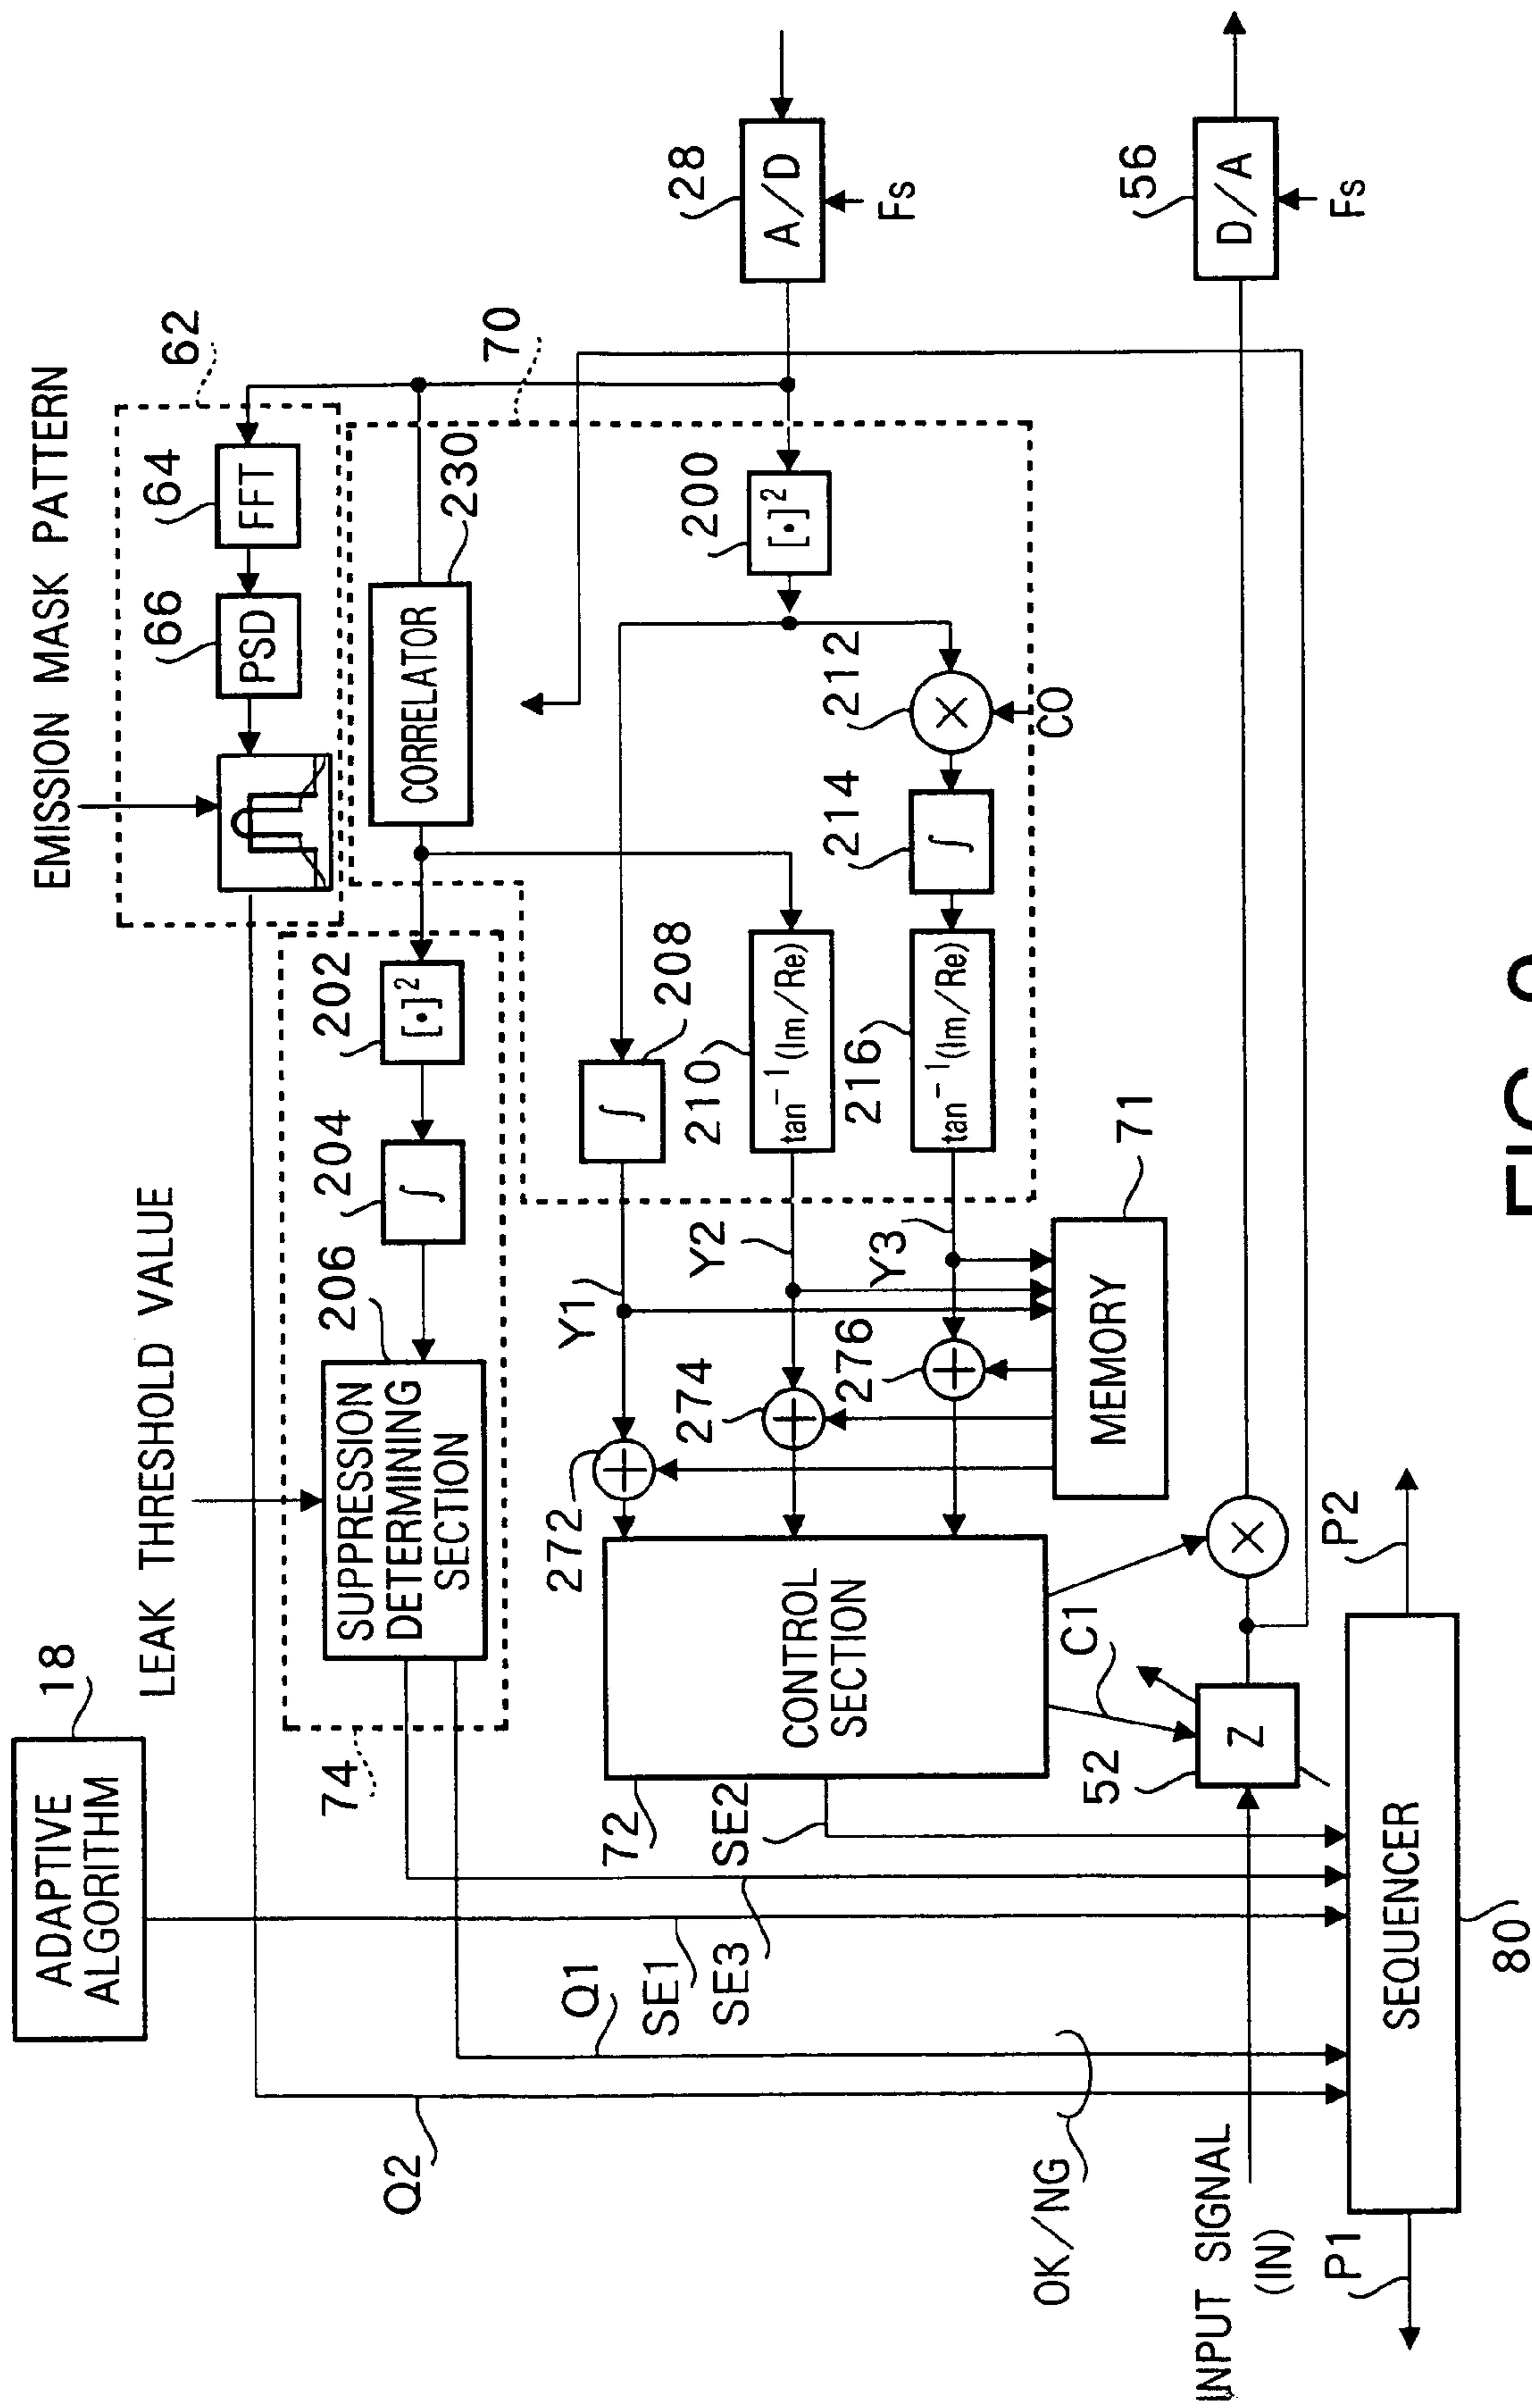 ADAPTIVE
ALGORITHM
18
LEAK THRESHOLD VALUE
EMISSION MASK PATTERN
62
64
FFT
66
PSD
74
SUPPRESSION
DETERMINING
SECTION
206
204
∫
202
[•]²
CORRELATOR
230
70
28
A/D
Fs
200
[•]²
208
∫
210
tan⁻¹(Im/Re)
212
×
CO
214
∫
216
tan⁻¹(Im/Re)
Y1
Y2
Y3
272
+
274
+
276
+
71
MEMORY
72
CONTROL
SECTION
C1
52
Z
×
56
D/A
Fs
Q2
Q1
SE1
SE3
SE2
OK/NG
INPUT SIGNAL
(IN)
P1
P2
SEQUENCER
80